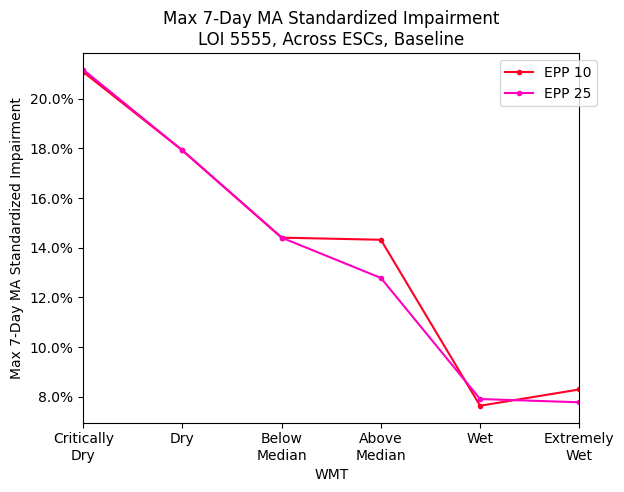 Max 7-Day MA Standardized Impairment
LOI 5555, Across ESCs, Baseline
EPP 10
EPP 25
Max 7-Day MA Standardized Impairment
20.0%
18.0%
16.0%
14.0%
12.0%
10.0%
8.0%
Critically
Dry
Dry
Below
Median
Above
Median
Wet
Extremely
Wet
WMT